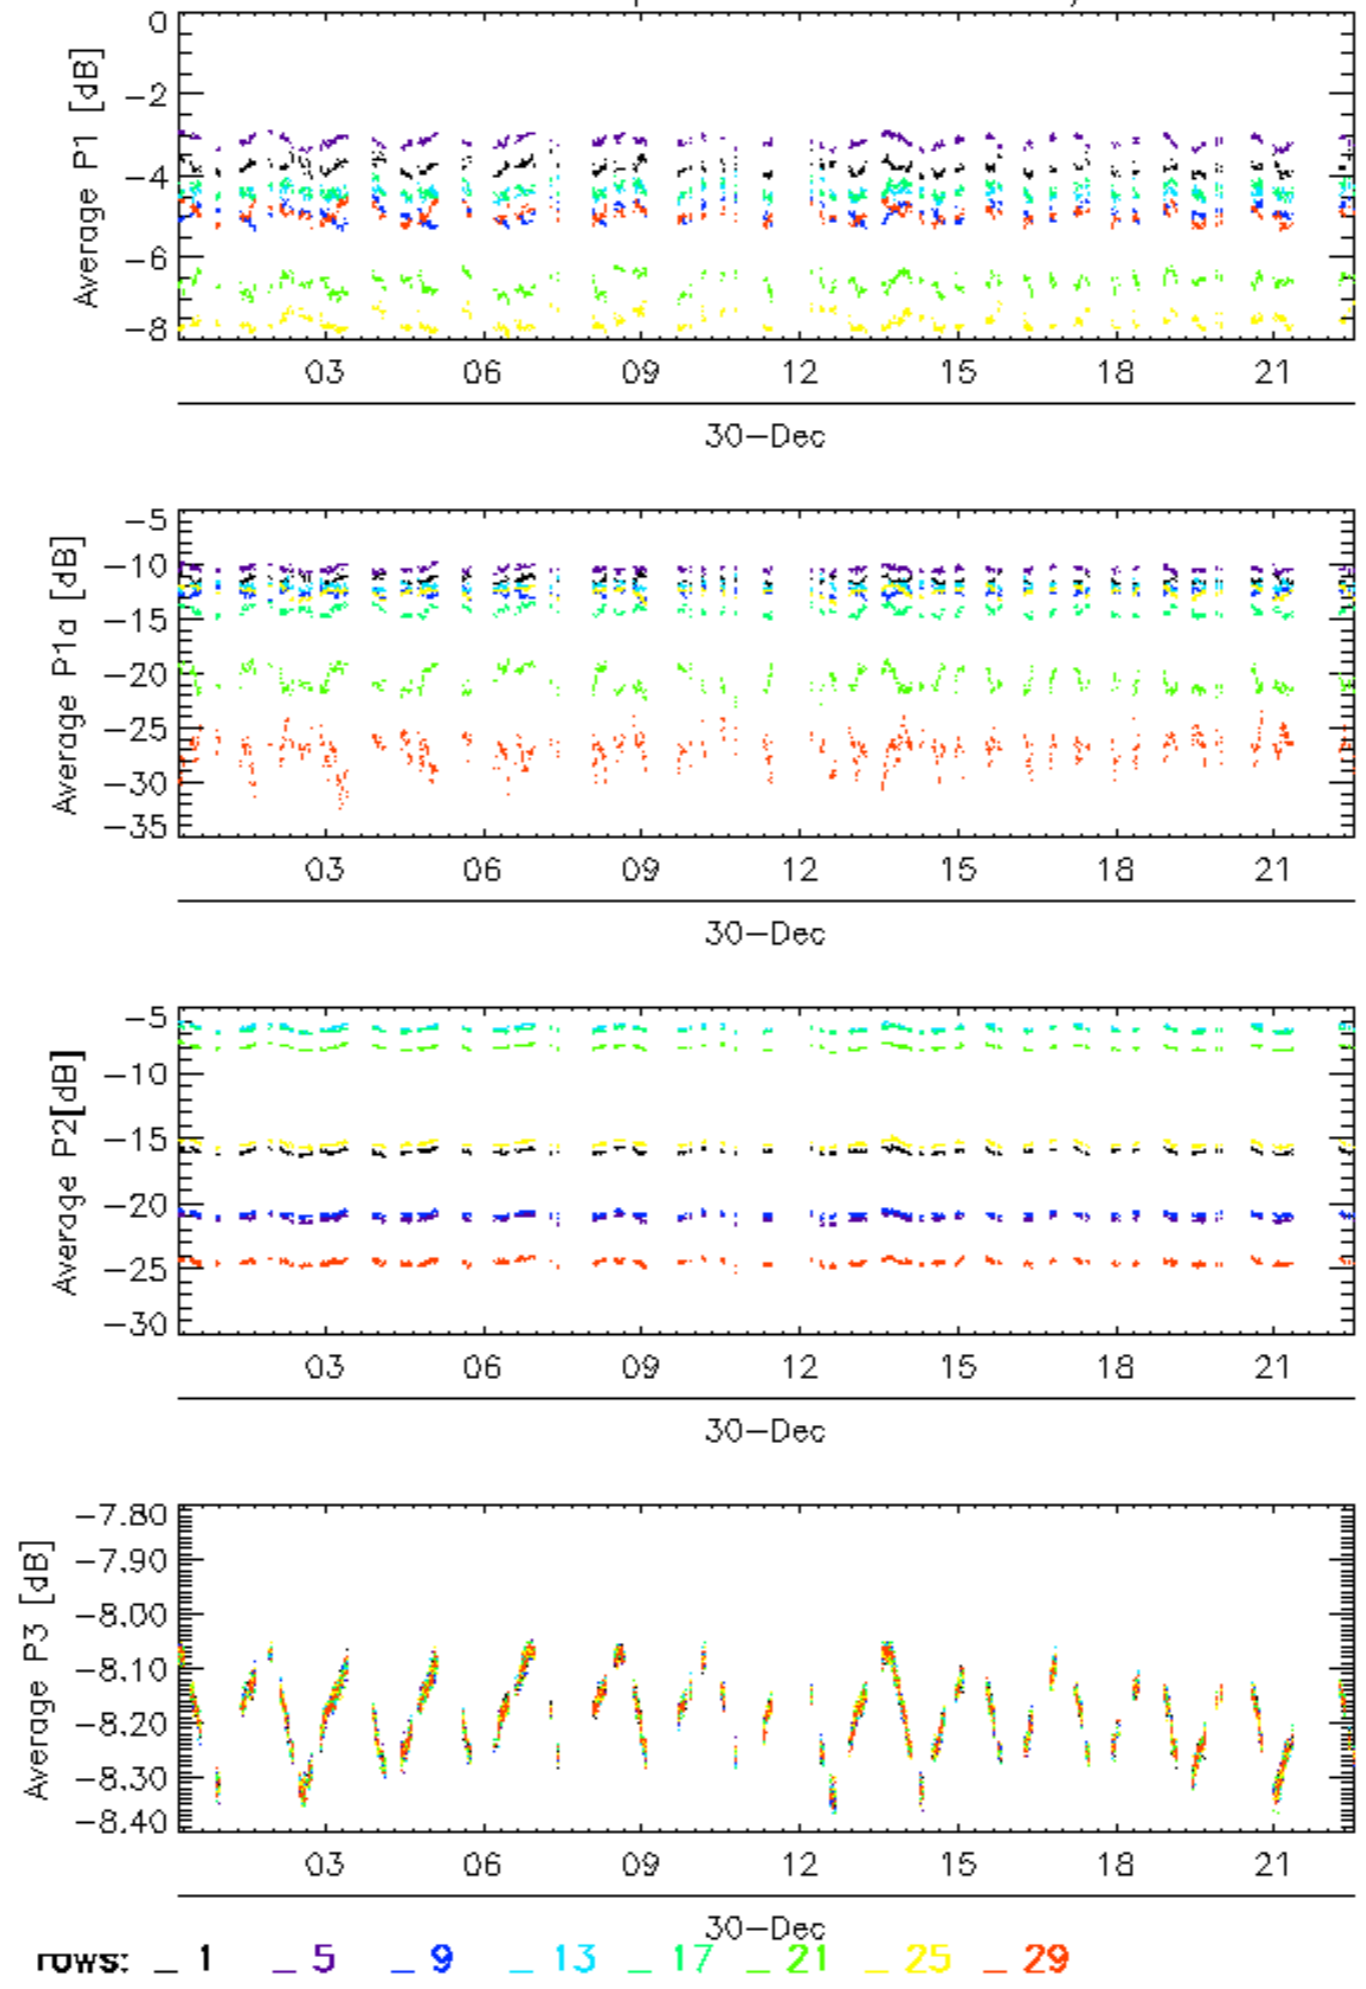 0
-2
-4
-6
-8
Average P1 [dB]
03 06 09 12 15 18 21
30-Dec
-5
-10
-15
-20
-25
-30
-35
Average P1a [dB]
03 06 09 12 15 18 21
30-Dec
-5
-10
-15
-20
-25
-30
Average P2[dB]
03 06 09 12 15 18 21
30-Dec
-7.80
-7.90
-8.00
-8.10
-8.20
-8.30
-8.40
Average P3 [dB]
03 06 09 12 15 18 21
30-Dec
rows: _ 1 _ 5 _ 9 _ 13 _ 17 _ 21 _ 25 _ 29